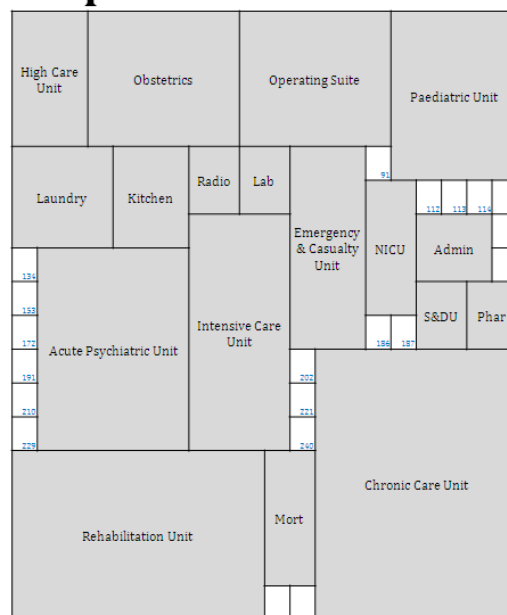 High Care
Unit
Obstetrics
Operating Suite
Paediatric Unit
91
Laundry
Kitchen
Radio
Lab
Emergency
& Casualty
Unit
NICU
112
113
114
Admin
134
153
172
191
210
229
Acute Psychiatric Unit
Intensive Care
Unit
S&DU
Phar
186
187
202
221
240
Chronic Care Unit
Rehabilitation Unit
Mort